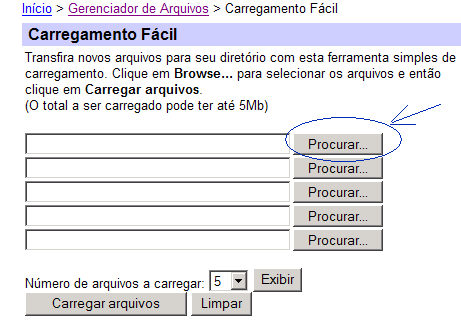 Início > Gerenciador de Arquivos > Carregamento Fácil
Carregamento Fácil
Transfira novos arquivos para seu diretório com esta ferramenta simples de
carregamento. Clique em Browse... para selecionar os arquivos e então
clique em Carregar arquivos.
(O total a ser carregado pode ter até 5Mb)
Procurar...
Procurar...
Procurar...
Procurar...
Procurar...
Número de arquivos a carregar: 5 Exibir
Carregar arquivos Limpar